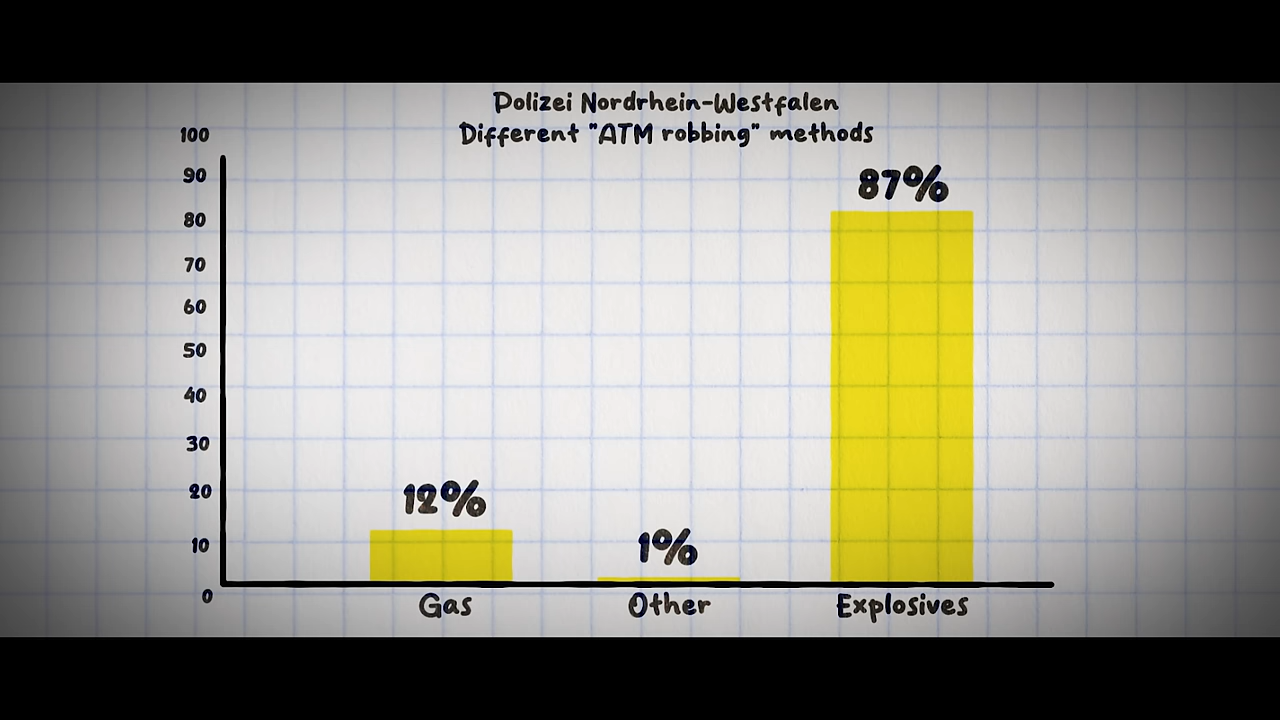 Polizei Nordrhein-Westfalen
Different "ATM robbing" methods
100
90
80
70
60
50
40
30
20
10
0
87%
12%
1%
Gas
Other
Explosives